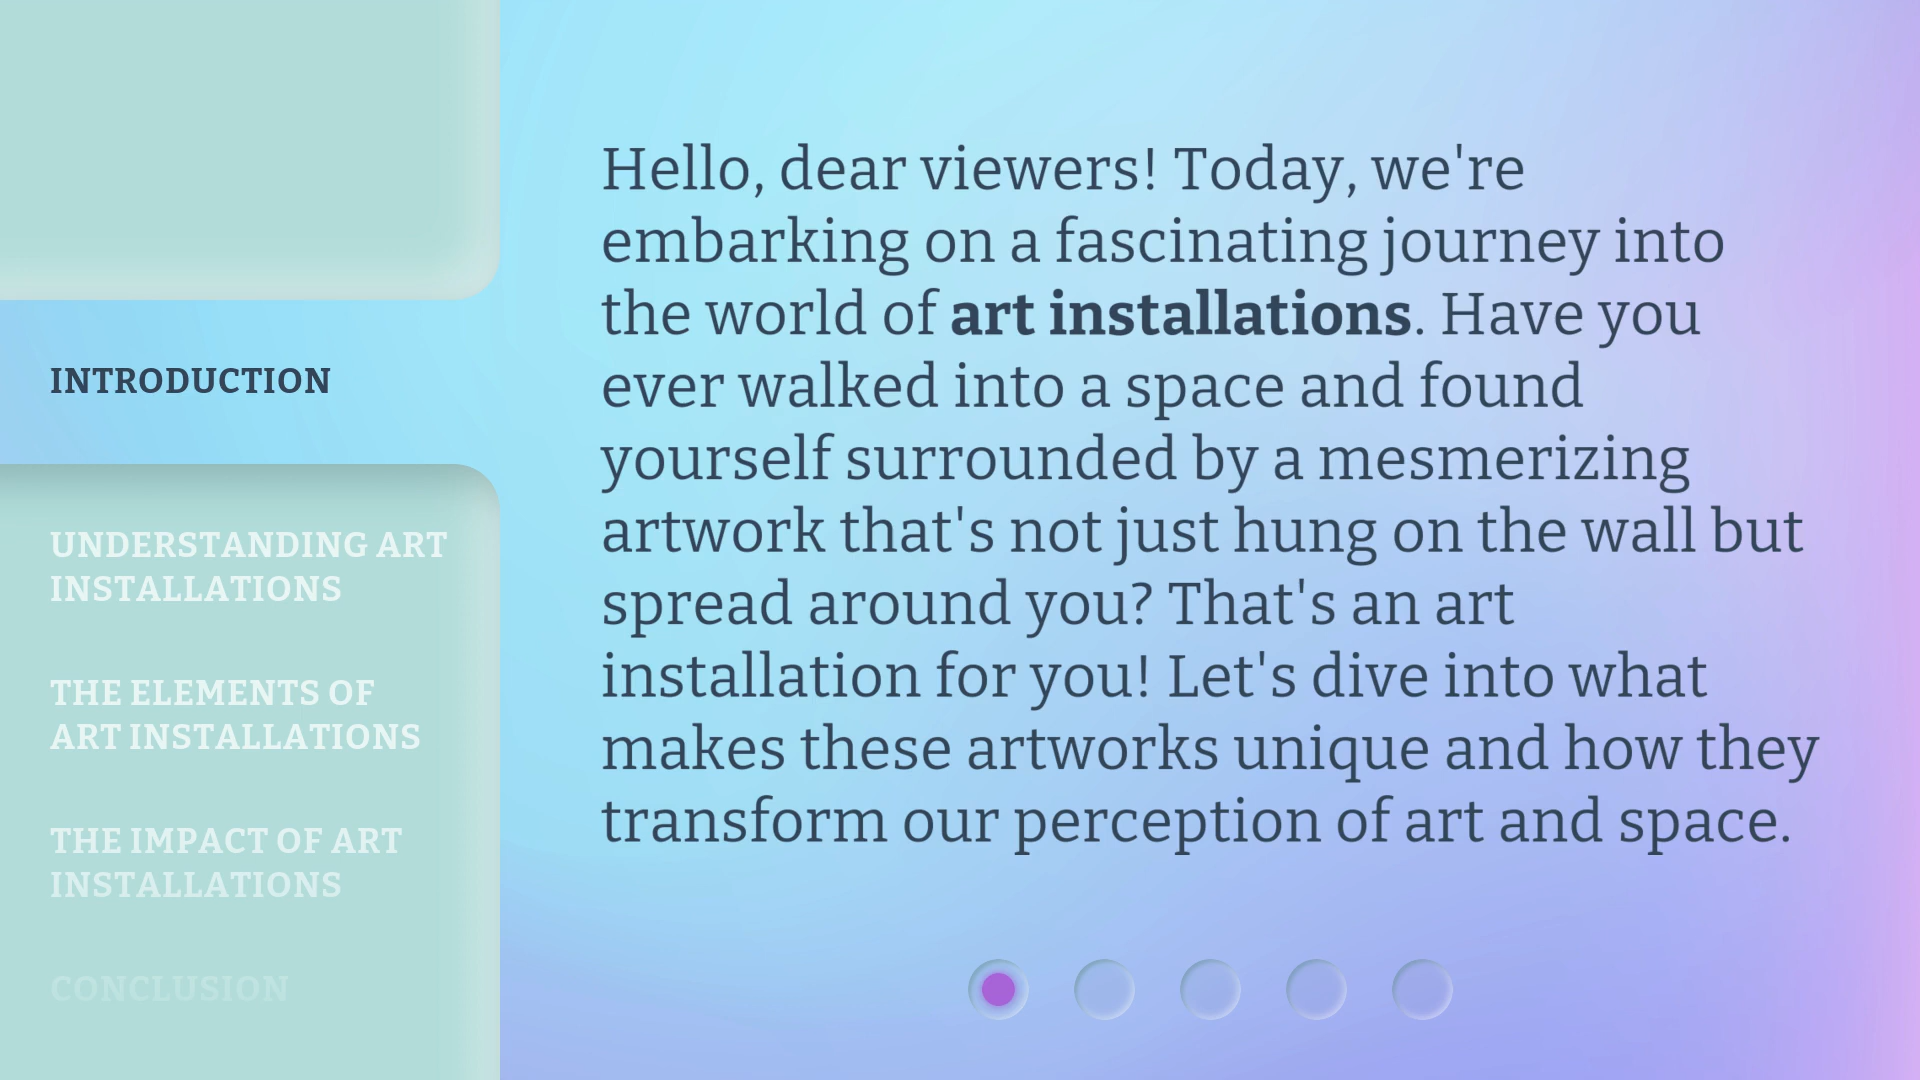 INTRODUCTION
UNDERSTANDING ART
INSTALLATIONS
THE ELEMENTS OF
ART INSTALLATIONS
THE IMPACT OF ART
INSTALLATIONS
CONCLUSION
Hello, dear viewers! Today, we're
embarking on a fascinating journey into
the world of art installations. Have you
ever walked into a space and found
yourself surrounded by a mesmerizing
artwork that's not just hung on the wall but
spread around you? That's an art
installation for you! Let's dive into what
makes these artworks unique and how they
transform our perception of art and space.